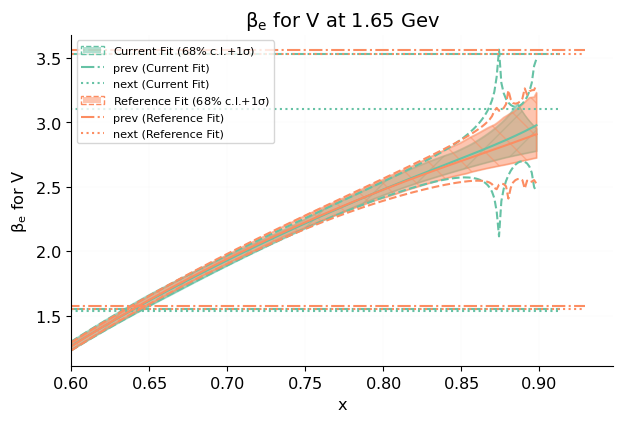 βₑ for V at 1.65 Gev
Current Fit (68% c.l.+1σ)
prev (Current Fit)
next (Current Fit)
Reference Fit (68% c.l.+1σ)
prev (Reference Fit)
next (Reference Fit)
βₑ for V
3.5
3.0
2.5
2.0
1.5
0.60 0.65 0.70 0.75 0.80 0.85 0.90
x